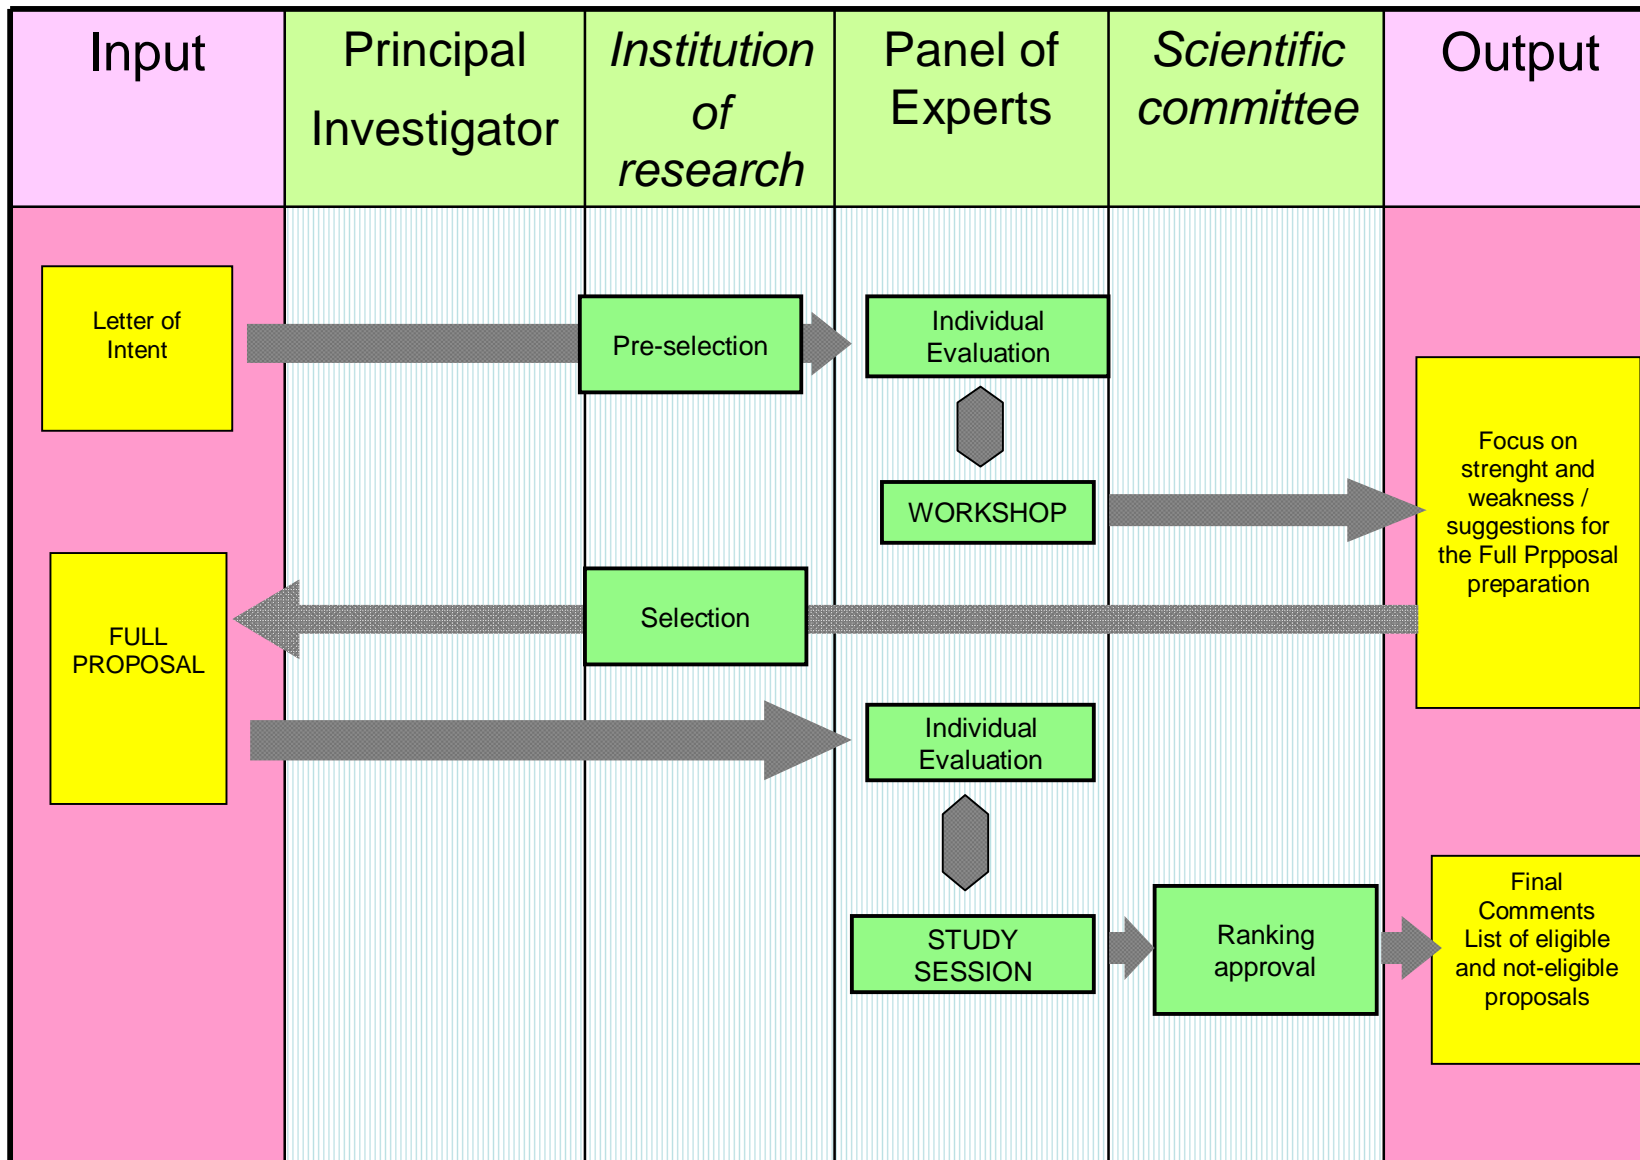 Input
Principal
Investigator
Institution
of
research
Panel of
Experts
Scientific
committee
Output
Letter of
Intent
Pre-selection
Individual
Evaluation
WORKSHOP
Focus on
strenght and
weakness /
suggestions for
the Full Prpposal
preparation
FULL
PROPOSAL
Selection
Individual
Evaluation
STUDY
SESSION
Ranking
approval
Final
Comments
List of eligible
and not-eligible
proposals